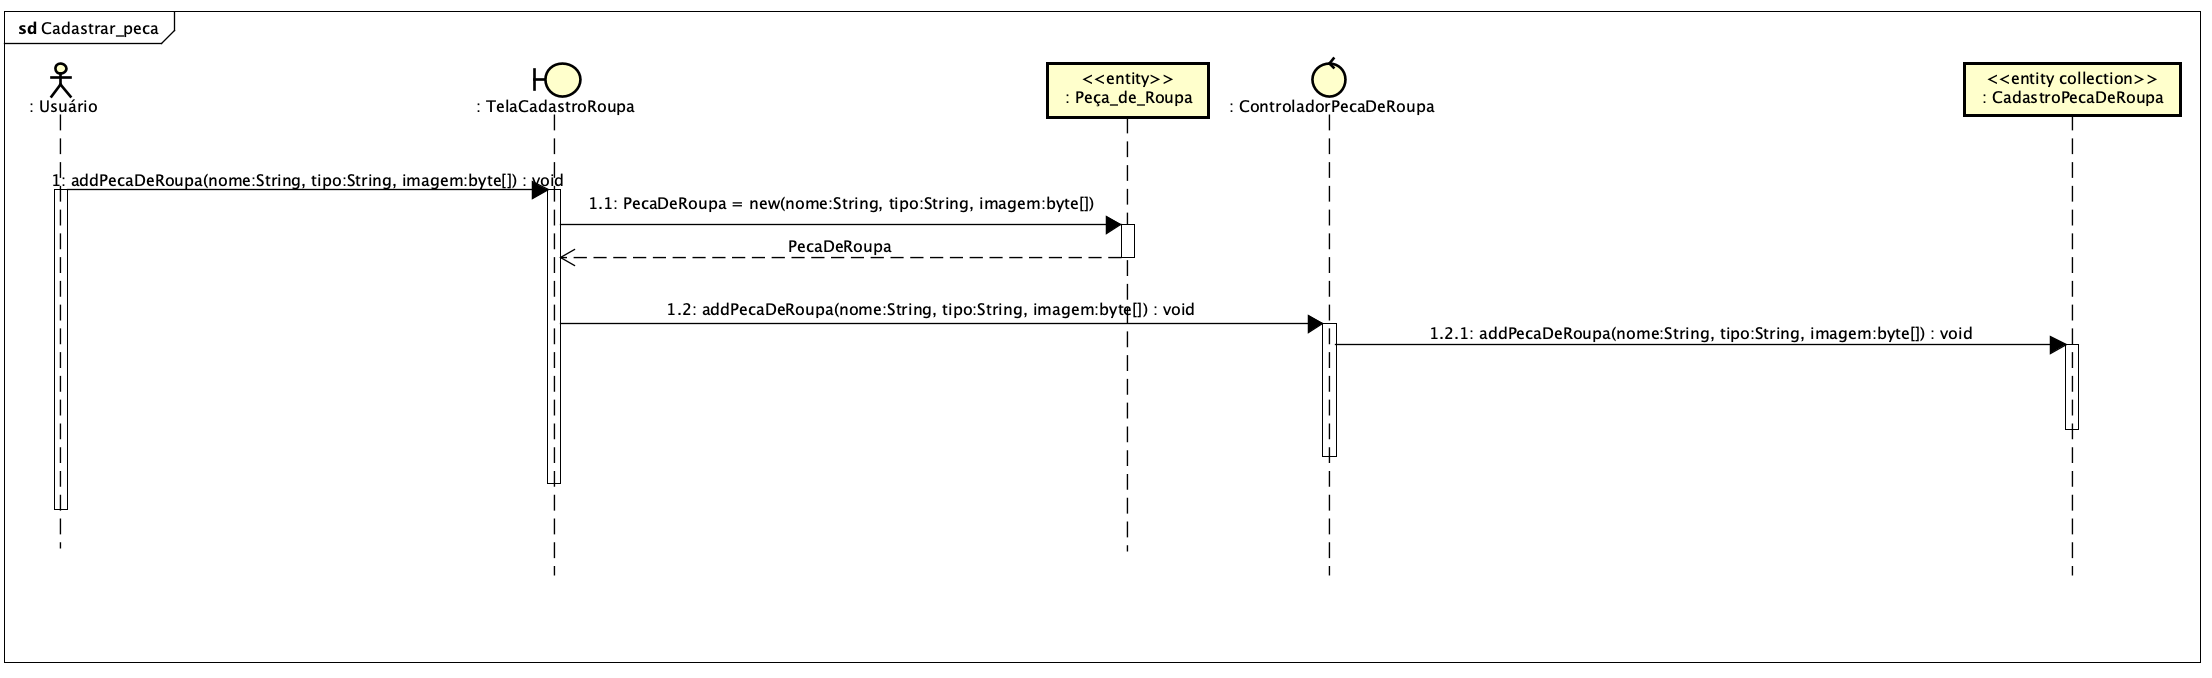 sd Cadastrar_peca
: Usuário
: TelaCadastroRoupa
<<entity>>
: Peça_de_Roupa
: ControladorPecaDeRoupa
<<entity collection>>
: CadastroPecaDeRoupa
1: addPecaDeRoupa(nome:String, tipo:String, imagem:byte[]) : void
1.1: PecaDeRoupa = new(nome:String, tipo:String, imagem:byte[])
PecaDeRoupa
1.2: addPecaDeRoupa(nome:String, tipo:String, imagem:byte[]) : void
1.2.1: addPecaDeRoupa(nome:String, tipo:String, imagem:byte[]) : void